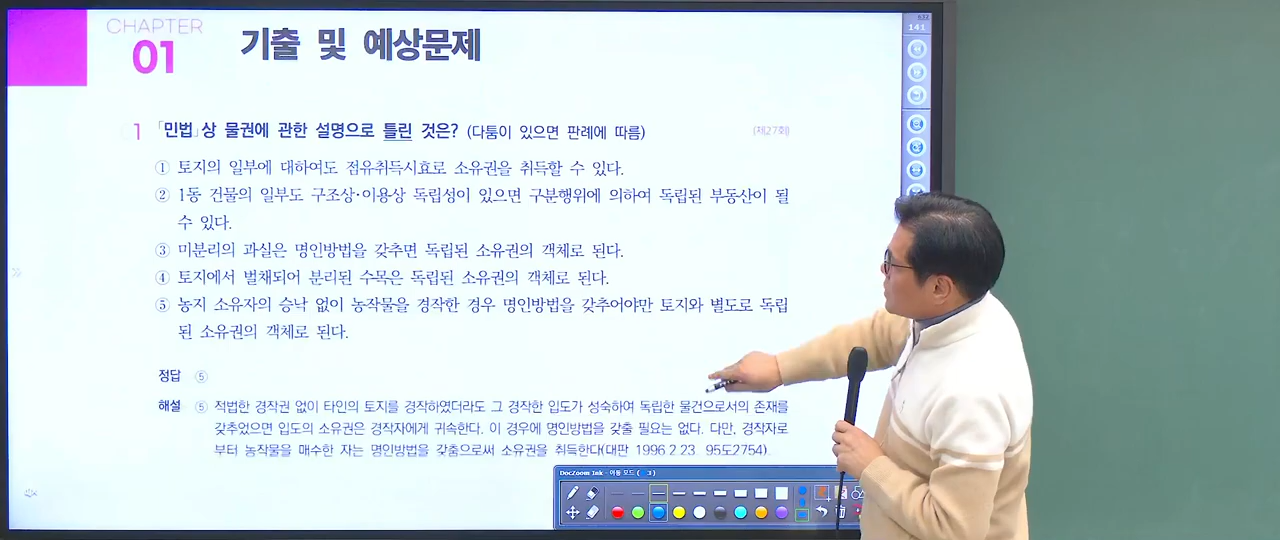 CHAPTER
01
기출 및 예상문제
141
1 「민법」상 물권에 관한 설명으로 틀린 것은? (다툼이 있으면 판례에 따름) (제27회)
① 토지의 일부에 대하여도 점유취득시효로 소유권을 취득할 수 있다.
② 1동 건물의 일부도 구조상·이용상 독립성이 있으면 구분행위에 의하여 독립된 부동산이 될
수 있다.
③ 미분리의 과실은 명인방법을 갖추면 독립된 소유권의 객체로 된다.
④ 토지에서 벌채되어 분리된 수목은 독립된 소유권의 객체로 된다.
⑤ 농지 소유자의 승낙 없이 농작물을 경작한 경우 명인방법을 갖추어야만 토지와 별도로 독립
된 소유권의 객체로 된다.
정답 ⑤
해설 ⑤ 적법한 경작권 없이 타인의 토지를 경작하였더라도 그 경작한 입도가 성숙하여 독립한 물건으로서의 존재를
갖추었으면 입도의 소유권은 경작자에게 귀속한다. 이 경우에 명인방법을 갖출 필요는 없다. 다만, 경작자로
부터 농작물을 매수한 자는 명인방법을 갖춤으로써 소유권을 취득한다(대판 1996.2.23. 95도2754).
DocZoom Ink - 이동 모드 ( 3 )